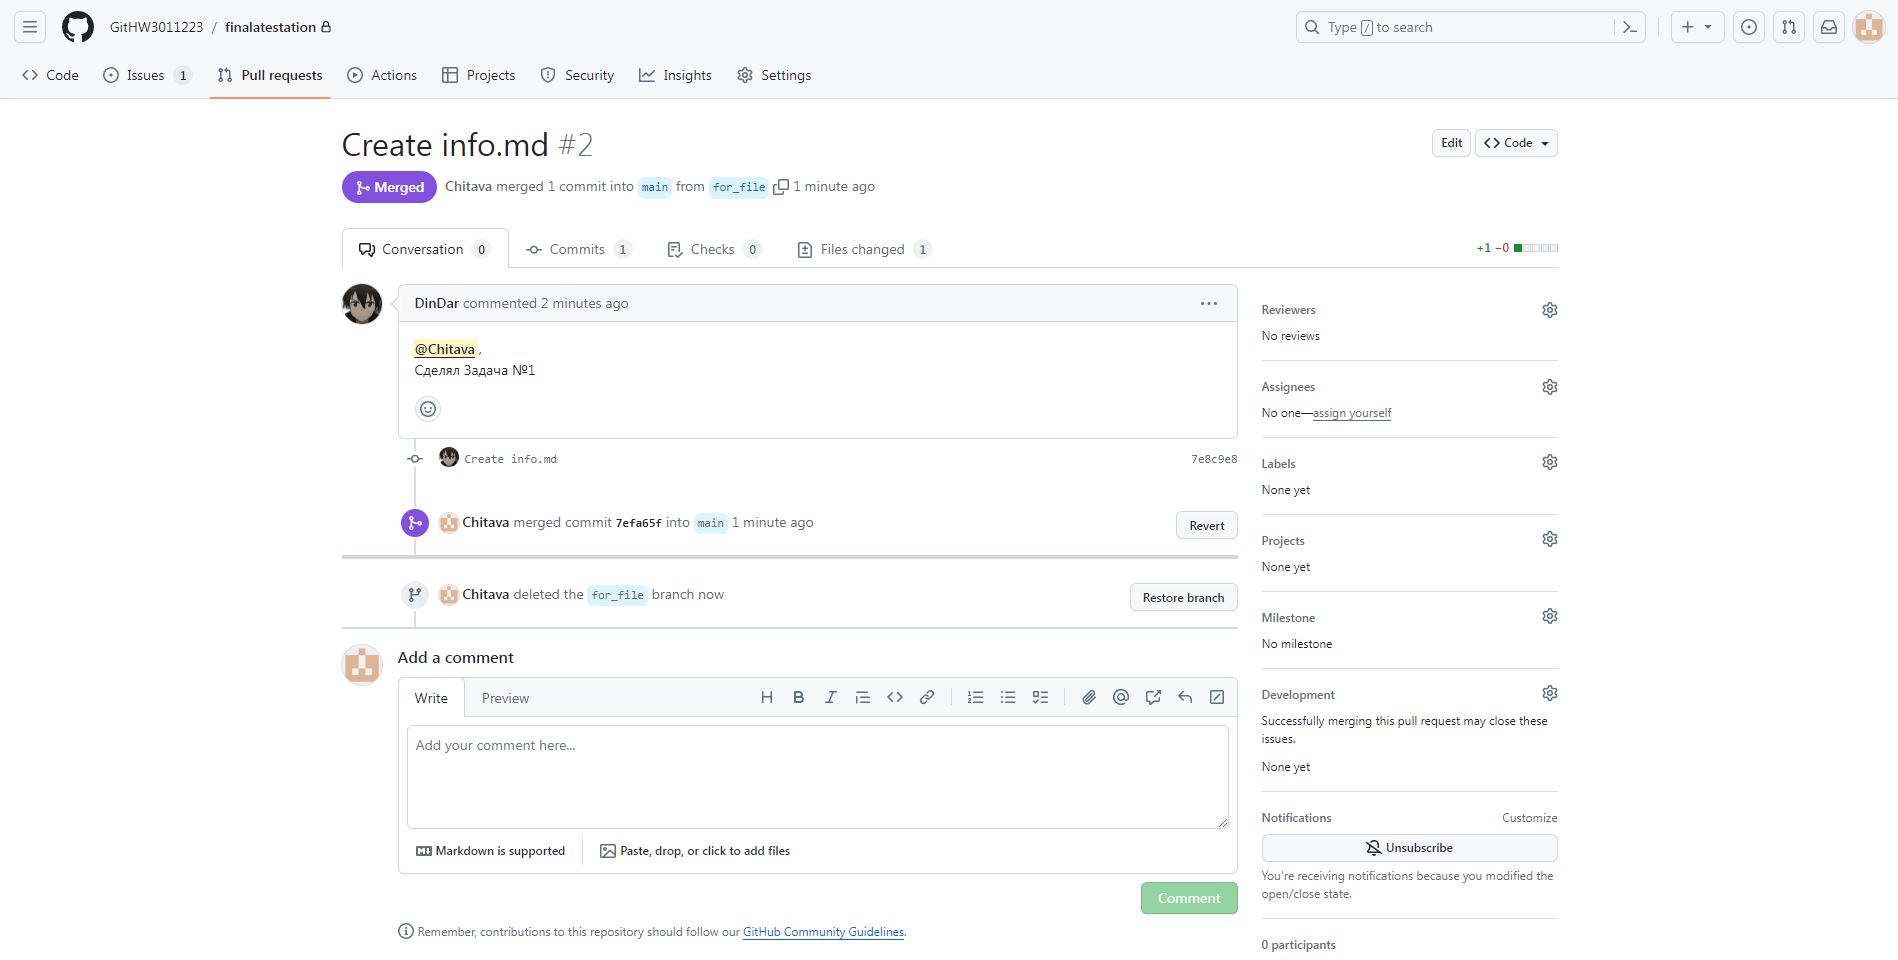 GitHW3011223 / finalatestation
Type / to search
Code
Issues 1
Pull requests
Actions
Projects
Security
Insights
Settings
Create info.md #2
Edit
Code
Merged
Chitava merged 1 commit into main from for_file 1 minute ago
Conversation 0
Commits 1
Checks 0
Files changed 1
+1 −0
DinDar commented 2 minutes ago
@Chitava ,
Сделял Задача №1
Create info.md
7e8c9e8
Chitava merged commit 7efa65f into main 1 minute ago
Revert
Chitava deleted the for_file branch now
Restore branch
Add a comment
Write
Preview
Add your comment here...
Markdown is supported
Paste, drop, or click to add files
Comment
Remember, contributions to this repository should follow our GitHub Community Guidelines.
Reviewers
No reviews
Assignees
No one—assign yourself
Labels
None yet
Projects
None yet
Milestone
No milestone
Development
Successfully merging this pull request may close these
issues.
None yet
Notifications
Customize
Unsubscribe
You're receiving notifications because you modified the
open/close state.
0 participants